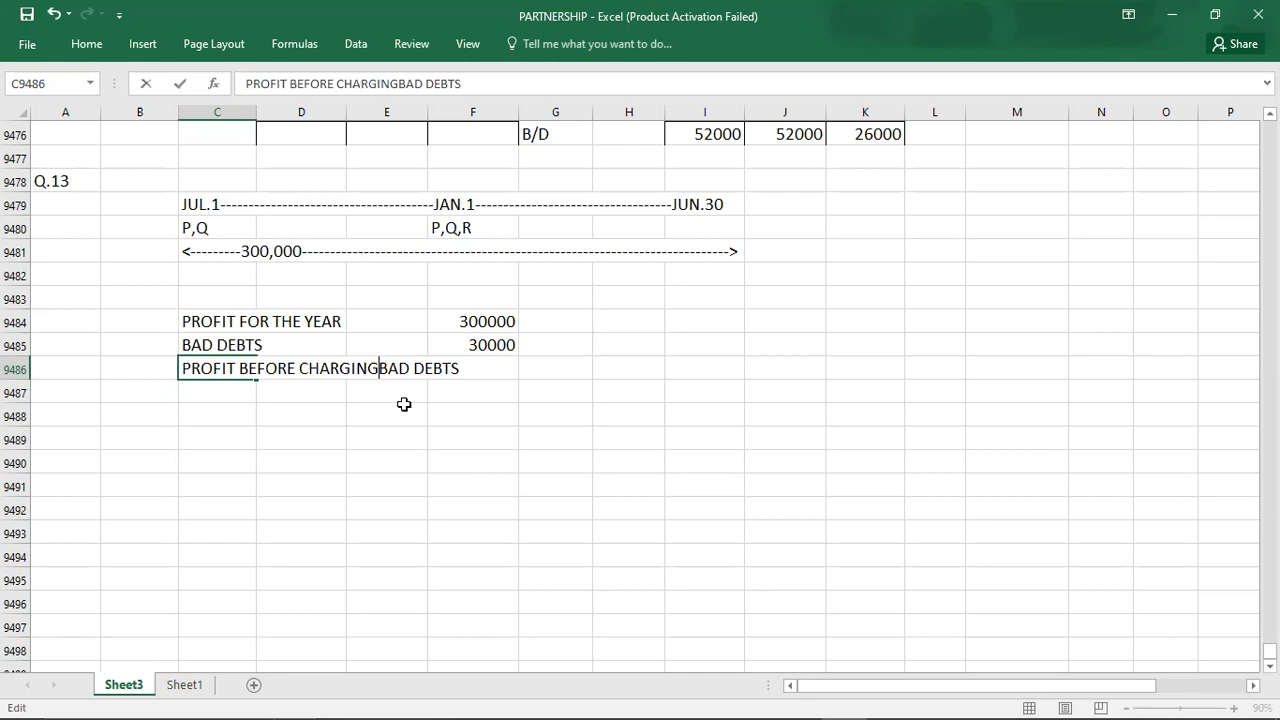 PARTNERSHIP - Excel (Product Activation Failed)
File Home Insert Page Layout Formulas Data Review View Tell me what you want to do... Share
C9486 fx PROFIT BEFORE CHARGINGBAD DEBTS
A B C D E F G H I J K L M N O P
9476 B/D 52000 52000 26000
9477
9478 Q.13
9479 JUL.1-------------------------------------JAN.1----------------------------------JUN.30
9480 P,Q P,Q,R
9481 <---------300,000-------------------------------------------------------------------------->
9482
9483
9484 PROFIT FOR THE YEAR 300000
9485 BAD DEBTS 30000
9486 PROFIT BEFORE CHARGINGBAD DEBTS
9487
9488
9489
9490
9491
9492
9493
9494
9495
9496
9497
9498
Sheet3 Sheet1
Edit 90%